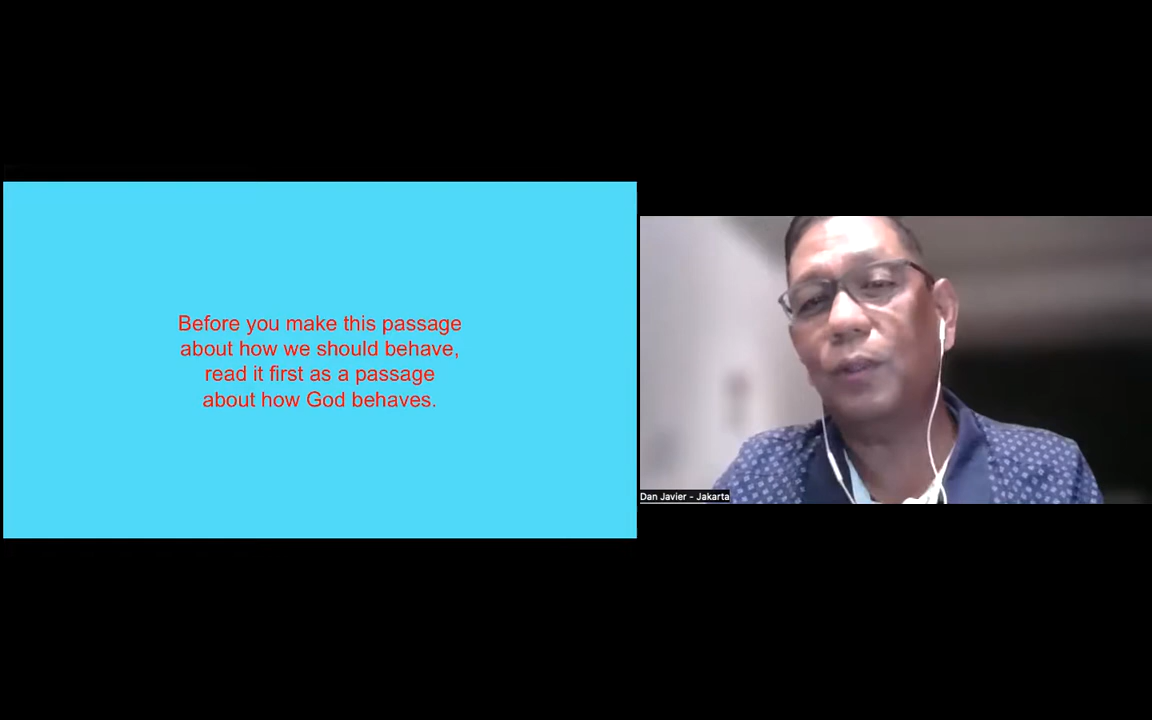 Before you make this passage
about how we should behave,
read it first as a passage
about how God behaves.
Dan Javier - Jakarta